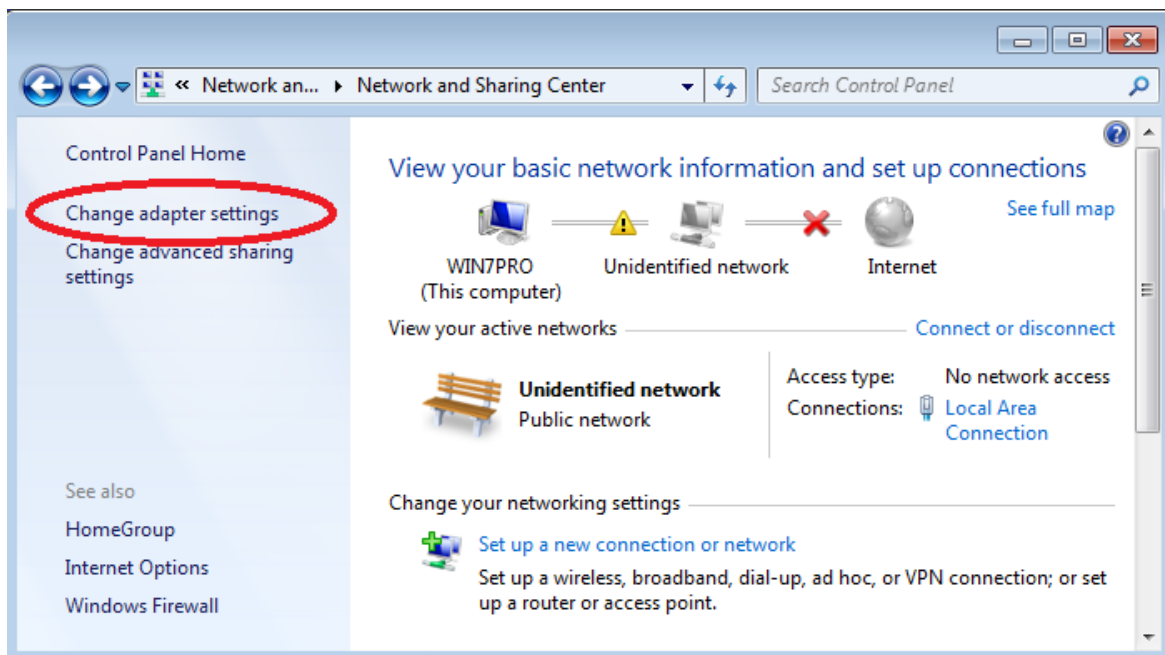 « Network an... Network and Sharing Center
Search Control Panel
Control Panel Home
Change adapter settings
Change advanced sharing
settings
See also
HomeGroup
Internet Options
Windows Firewall
View your basic network information and set up connections
See full map
WIN7PRO
(This computer)
Unidentified network
Internet
View your active networks
Connect or disconnect
Unidentified network
Public network
Access type: No network access
Connections: Local Area
Connection
Change your networking settings
Set up a new connection or network
Set up a wireless, broadband, dial-up, ad hoc, or VPN connection; or set
up a router or access point.